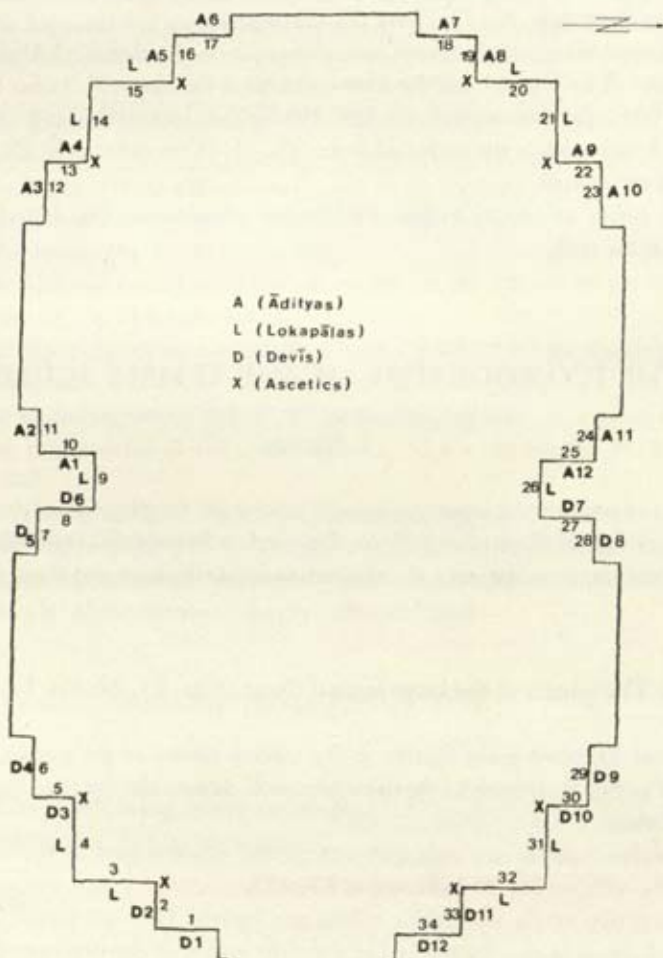 A6 A7
17 18 N
A5 16 19 A8
L L
15 X X 20
L 14 21 L
A4 A9
13 X X 22
A3 12 23 A10
A (Ādityas)
L (Lokapālas)
D (Devīs)
X (Ascetics)
A2 11 24 A11
10 25
A1 A12
L 9 26 L
D6 D7
8 27
D5 7 28 D8
D4 6 29 D9
5 X X 30
D3 D10
L 4 31 L
3 X X 32
L L
D2 2 33 D11
1 34
D1 D12